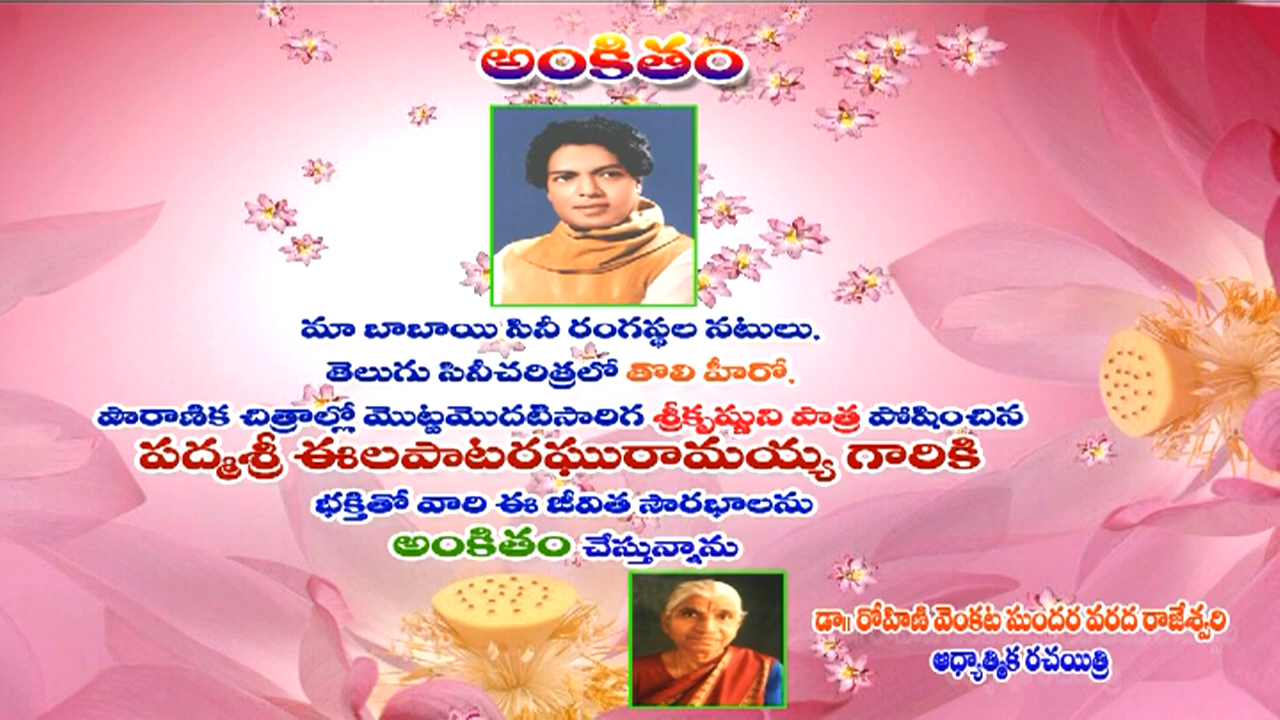 అంకితం
మా బాబాయి సినీ రంగస్థల నటులు.
తెలుగు సినీచరిత్రలో తొలి హీరో.
పౌరాణిక చిత్రాల్లో మొట్టమొదటిసారిగ శ్రీకృష్ణుని పాత్ర పోషించిన
పద్మశ్రీ ఈలపాటరఘురామయ్య గారికి
భక్తితో వారి ఈ జీవిత సౌరభాలను
అంకితం చేస్తున్నాను
డా॥ రోహిణి వెంకట సుందర వరద రాజేశ్వరి
ఆధ్యాత్మిక రచయిత్రి